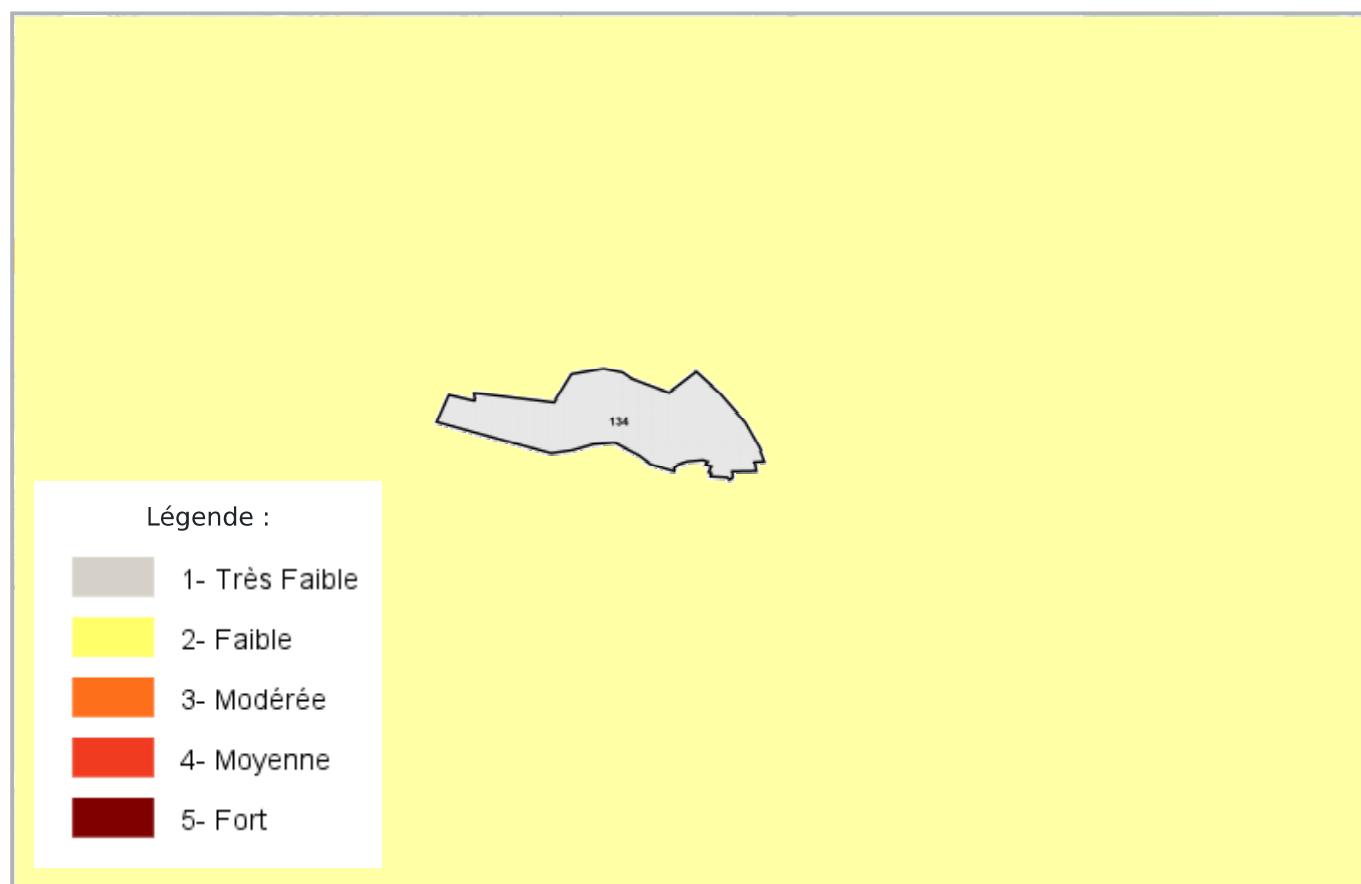 134
Légende :
1- Très Faible
2- Faible
3- Modérée
4- Moyenne
5- Fort